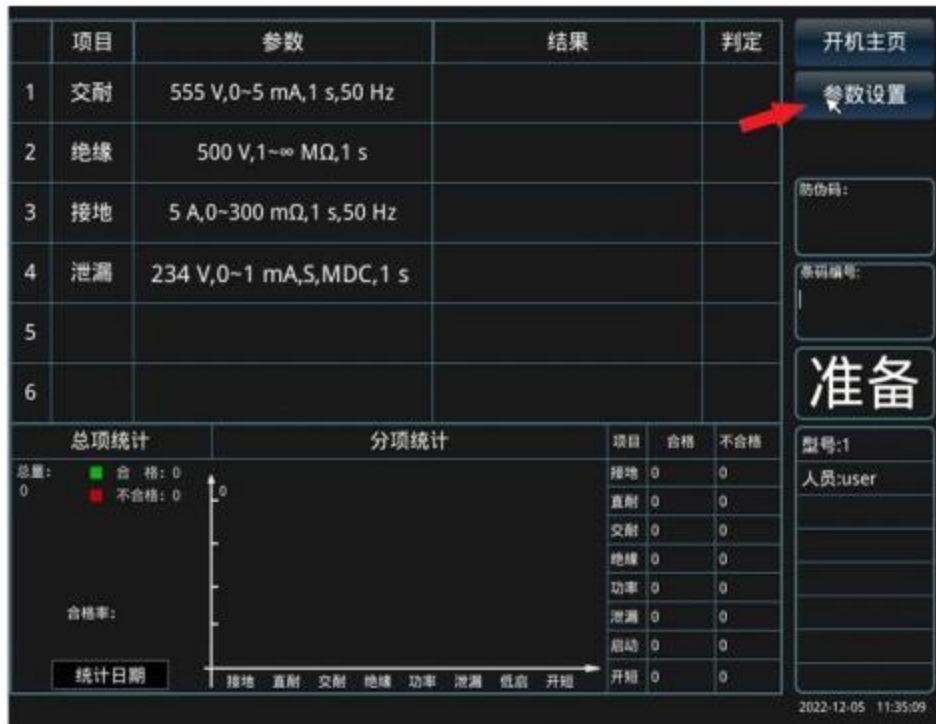 项目 参数 结果 判定 开机主页
1 交耐 555 V,0~5 mA,1 s,50 Hz
参数设置
2 绝缘 500 V,1~∞ MΩ,1 s
3 接地 5 A,0~300 mΩ,1 s,50 Hz
防伪码:
4 泄漏 234 V,0~1 mA,S,MDC,1 s
条码编号:
5
6
准备
总项统计 分项统计 项目 合格 不合格
型号:1
总量: 合 格: 0
0 不合格: 0
0
人员:user
接地 0 0
直耐 0 0
交耐 0 0
绝缘 0 0
功率 0 0
泄漏 0 0
启动 0 0
开短 0 0
合格率:
统计日期
接地 直耐 交耐 绝缘 功率 泄漏 低启 开短
2022-12-05 11:35:09